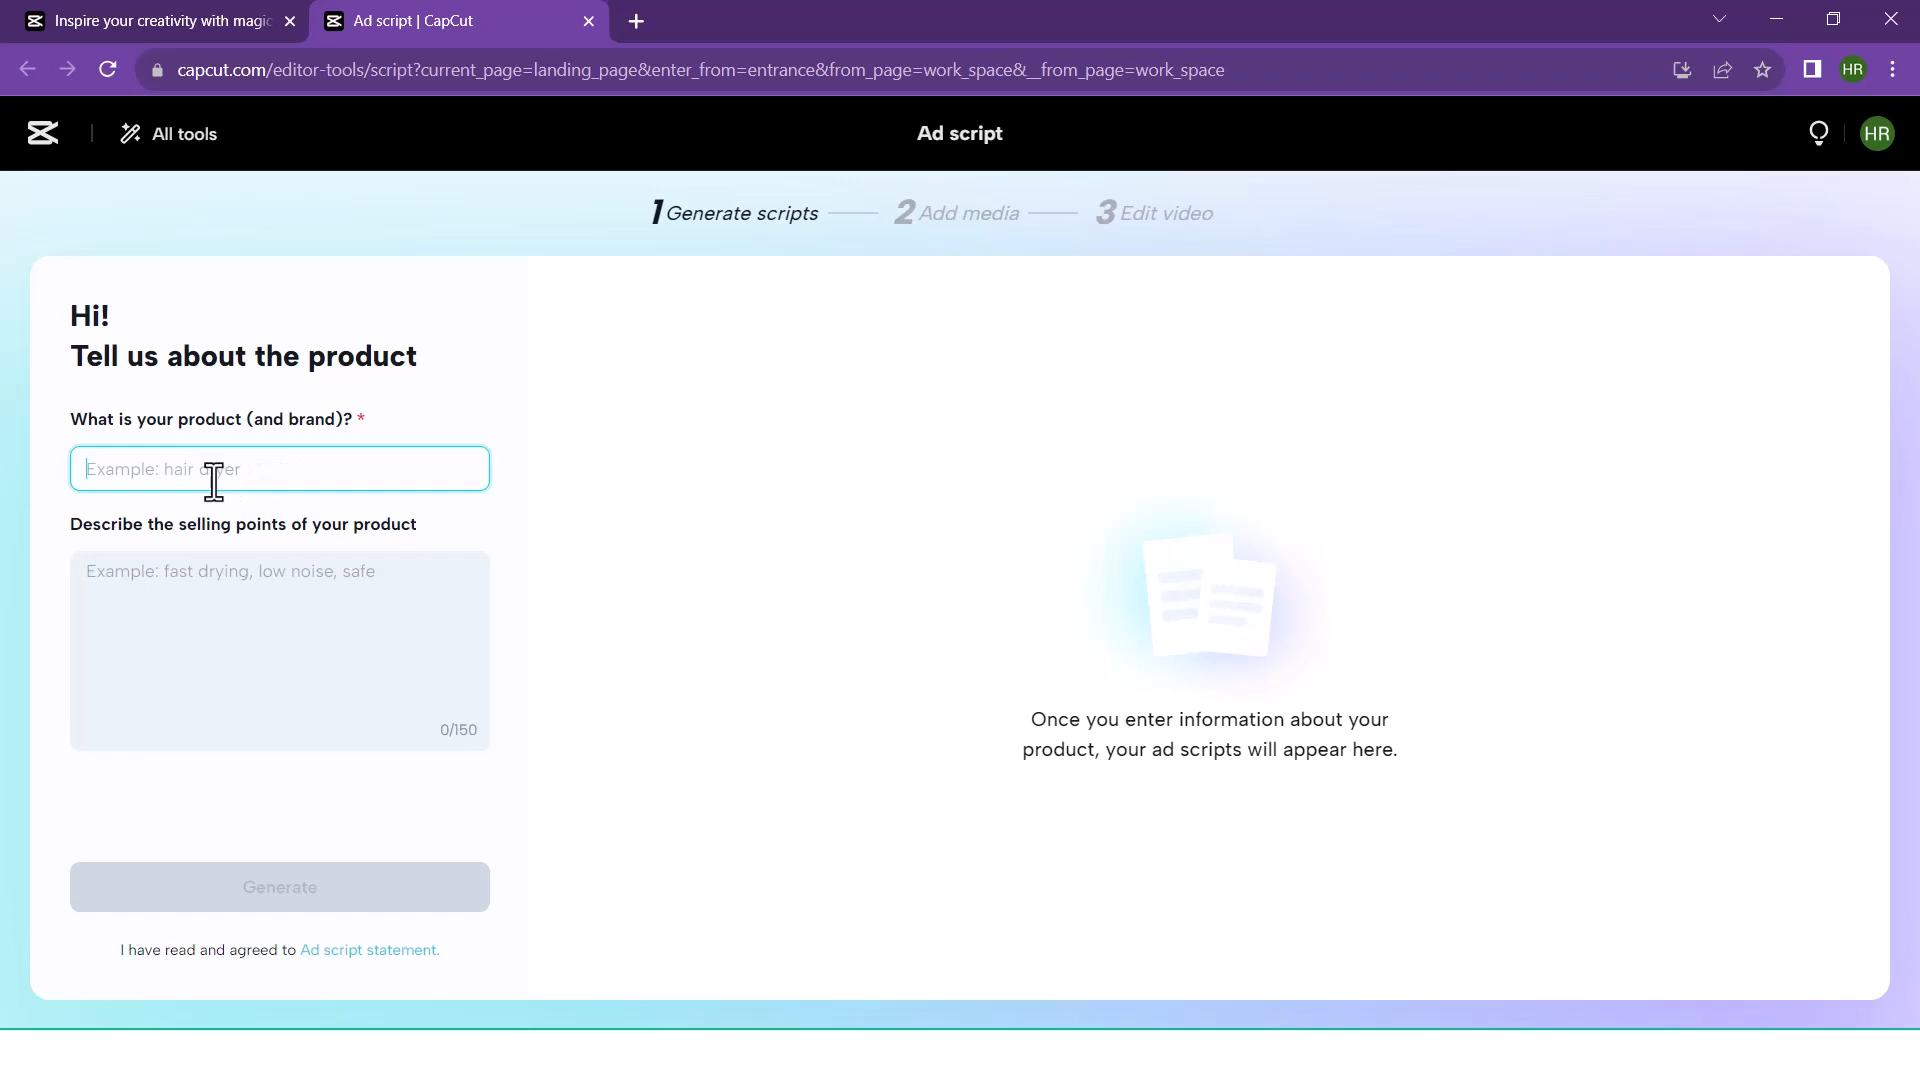 Inspire your creativity with magic
Ad script | CapCut
capcut.com/editor-tools/script?current_page=landing_page&enter_from=entrance&from_page=work_space&__from_page=work_space
HR
All tools
Ad script
HR
1 Generate scripts
2 Add media
3 Edit video
Hi!
Tell us about the product
What is your product (and brand)? *
Example: hair dryer
Describe the selling points of your product
Example: fast drying, low noise, safe
0/150
Generate
I have read and agreed to Ad script statement.
Once you enter information about your
product, your ad scripts will appear here.